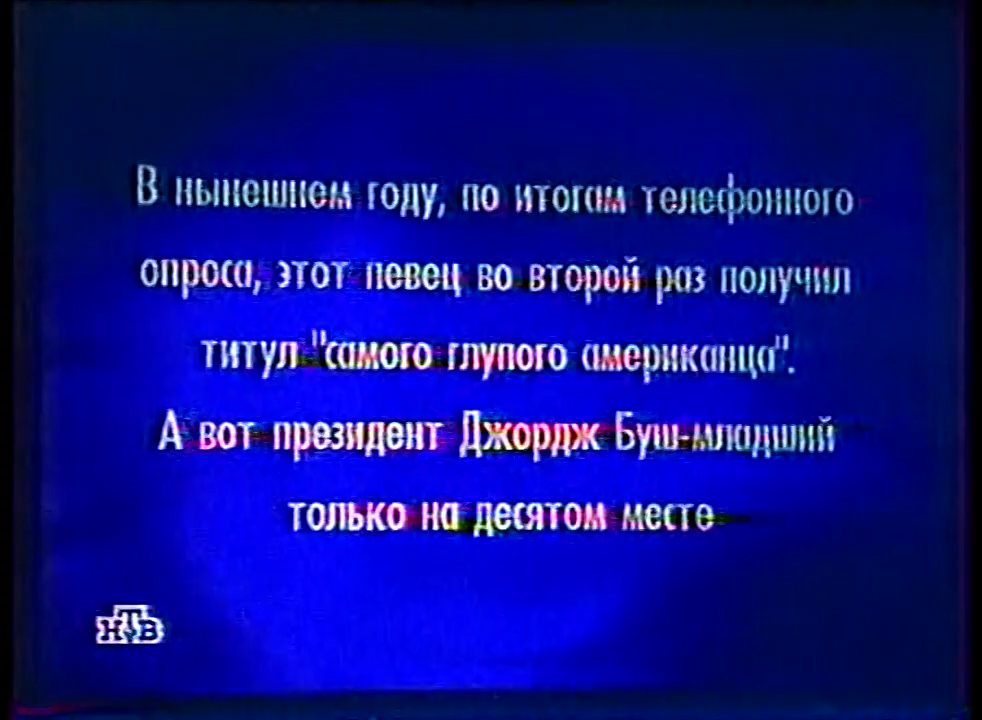 В нынешнем году, по итогам телефонного
опроса, этот певец во второй раз получил
титул "самого глупого американца".
А вот президент Джордж Буш-младший
только на десятом месте
НТВ